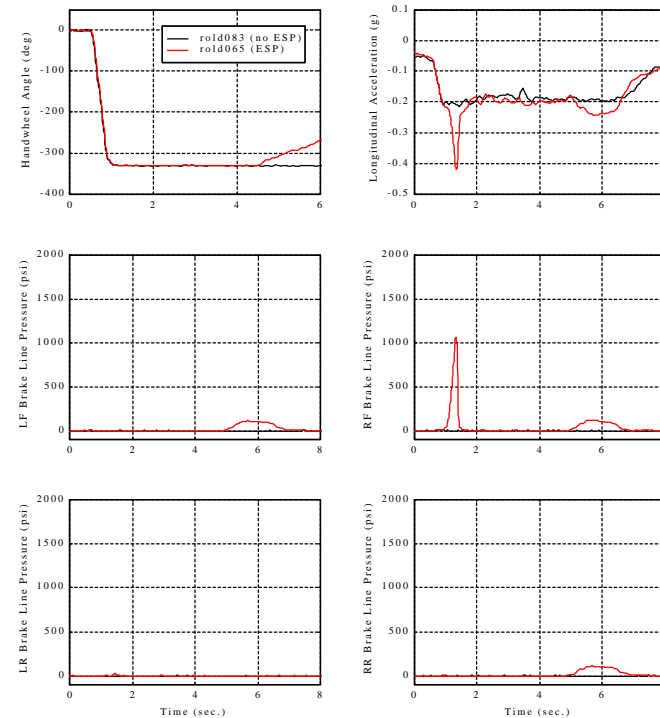 rold083 (no ESP)
rold065 (ESP)
Handwheel Angle (deg)
0
-100
-200
-300
-400
0 2 4 6
Longitudinal Acceleration (g)
0.1
0
-0.1
-0.2
-0.3
-0.4
-0.5
0 2 4 6
LF Brake Line Pressure (psi)
2000
1500
1000
500
0
0 2 4 6 8
RF Brake Line Pressure (psi)
2000
1500
1000
500
0
0 2 4 6
LR Brake Line Pressure (psi)
2000
1500
1000
500
0
0 2 4 6 8
Time (sec.)
RR Brake Line Pressure (psi)
2000
1500
1000
500
0
0 2 4 6
Time (sec.)